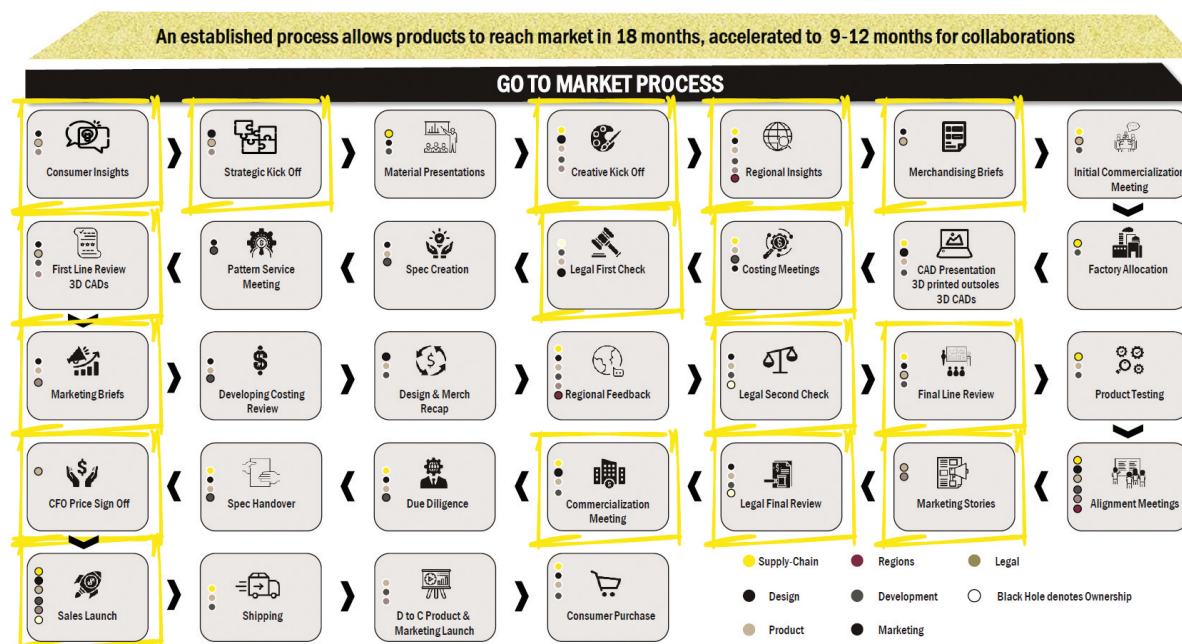 An established process allows products to reach market in 18 months, accelerated to 9-12 months for collaborations
GO TO MARKET PROCESS
Consumer Insights
Strategic Kick Off
Material Presentations
Creative Kick Off
Regional Insights
Merchandising Briefs
Initial Commercialization
Meeting
First Line Review
3D CADs
Pattern Service
Meeting
Spec Creation
Legal First Check
Costing Meetings
CAD Presentation
3D printed outsoles
3D CADs
Factory Allocation
Marketing Briefs
Developing Costing
Review
Design & Merch
Recap
Regional Feedback
Legal Second Check
Final Line Review
Product Testing
CFO Price Sign Off
Spec Handover
Due Diligence
Commercialization
Meeting
Legal Final Review
Marketing Stories
Alignment Meetings
Sales Launch
Shipping
D to C Product &
Marketing Launch
Consumer Purchase
Supply-Chain
Regions
Legal
Design
Development
Black Hole denotes Ownership
Product
Marketing